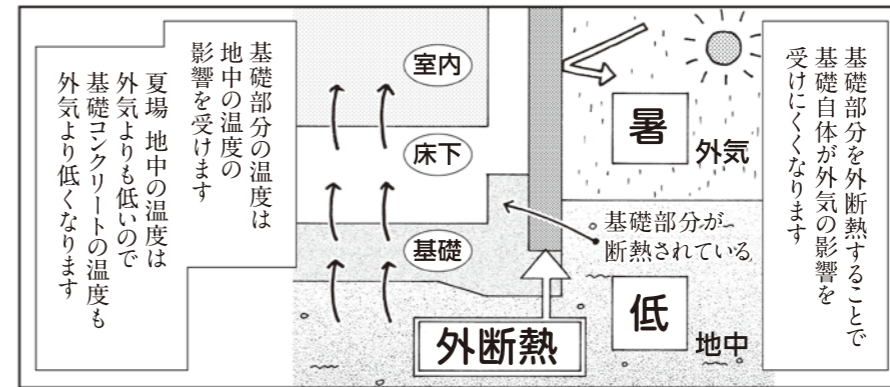 基礎部分を外断熱することで
基礎自体が外気の影響を
受けにくくなります
暑
外気
基礎部分が
断熱されている
低
地中
外断熱
室内
床下
基礎
基礎部分の温度は
地中の温度の
影響を受けます
夏場 地中の温度は
外気よりも低いので
基礎コンクリートの温度も
外気より低くなります